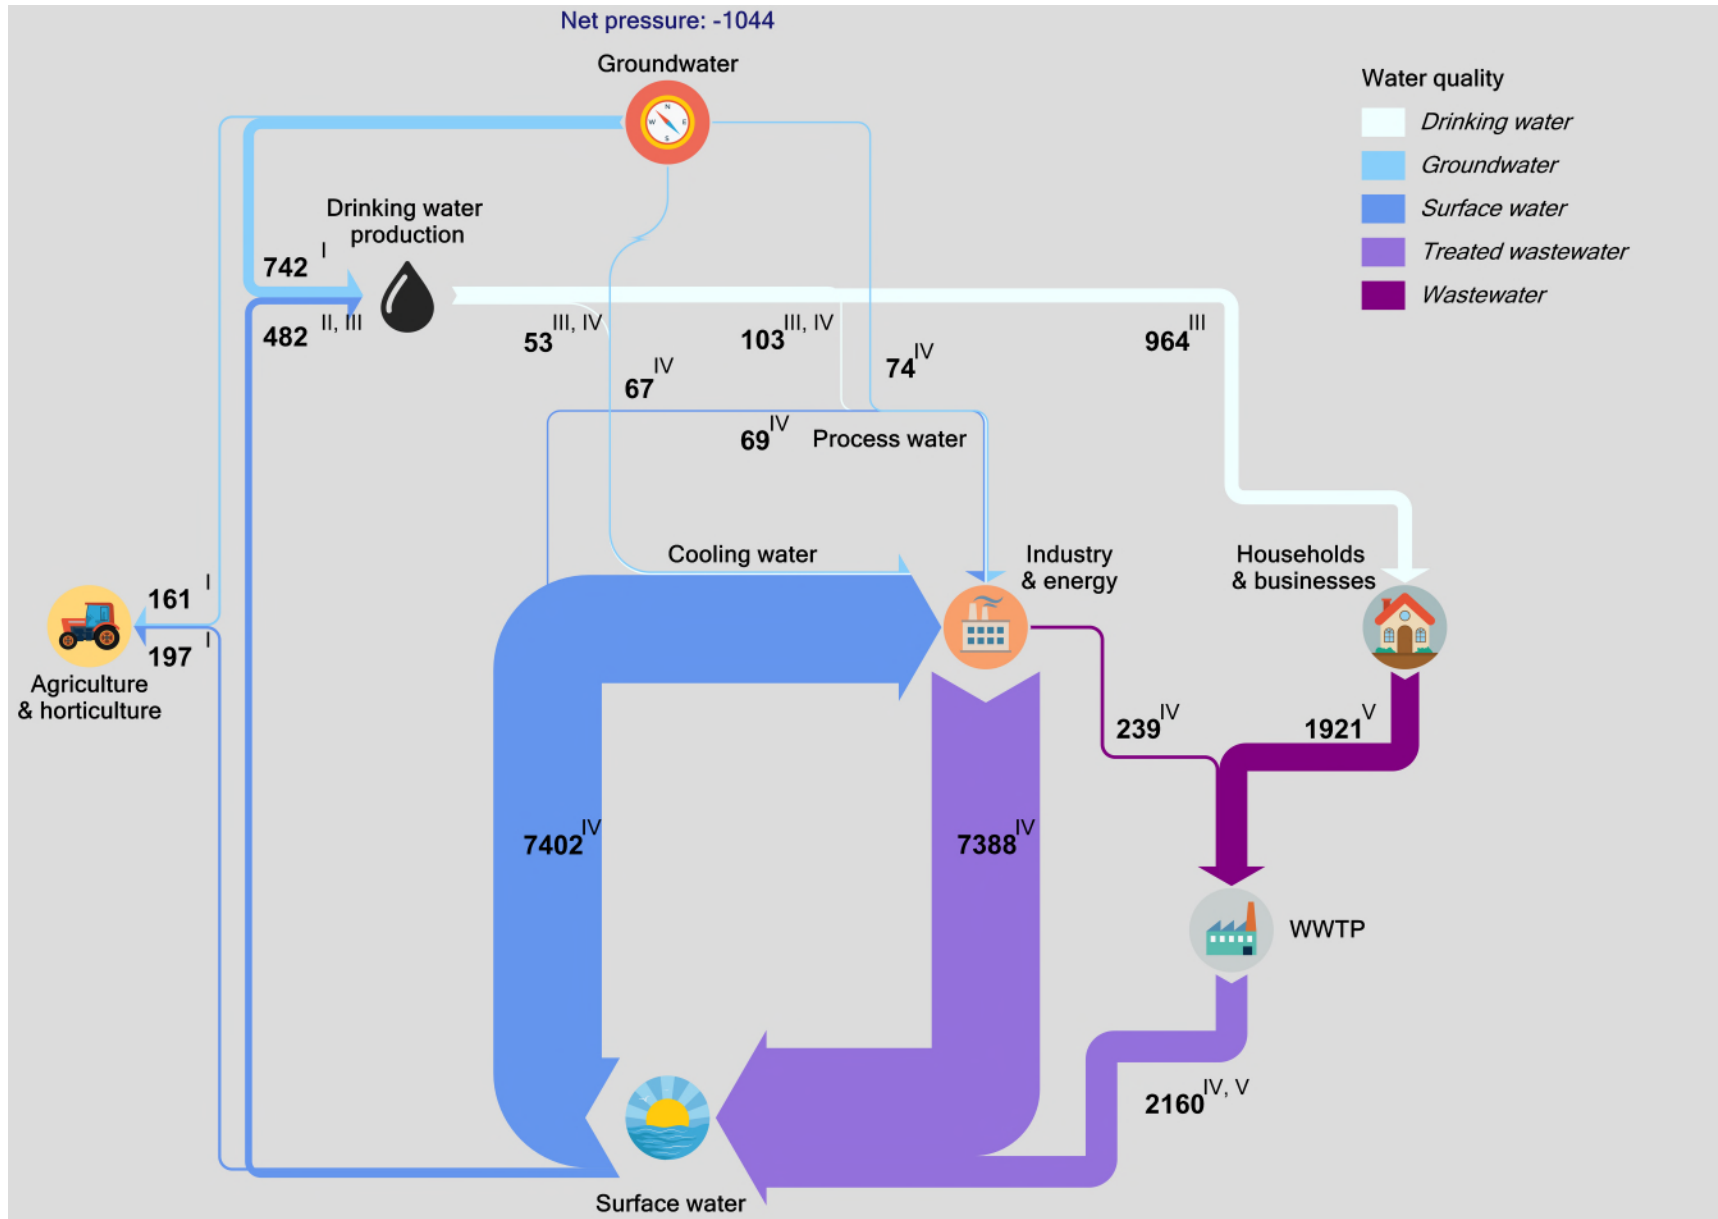 Net pressure: -1044
Groundwater
Water quality
Drinking water
Groundwater
Surface water
Treated wastewater
Wastewater
Drinking water
production
742 I
482 II, III
53 III, IV
103 III, IV
964 III
67 IV
74 IV
69 IV
Process water
Cooling water
Industry
& energy
Households
& businesses
161 I
197 I
Agriculture
& horticulture
239 IV
1921 V
7402 IV
7388 IV
WWTP
2160 IV, V
Surface water
N
W
E
S